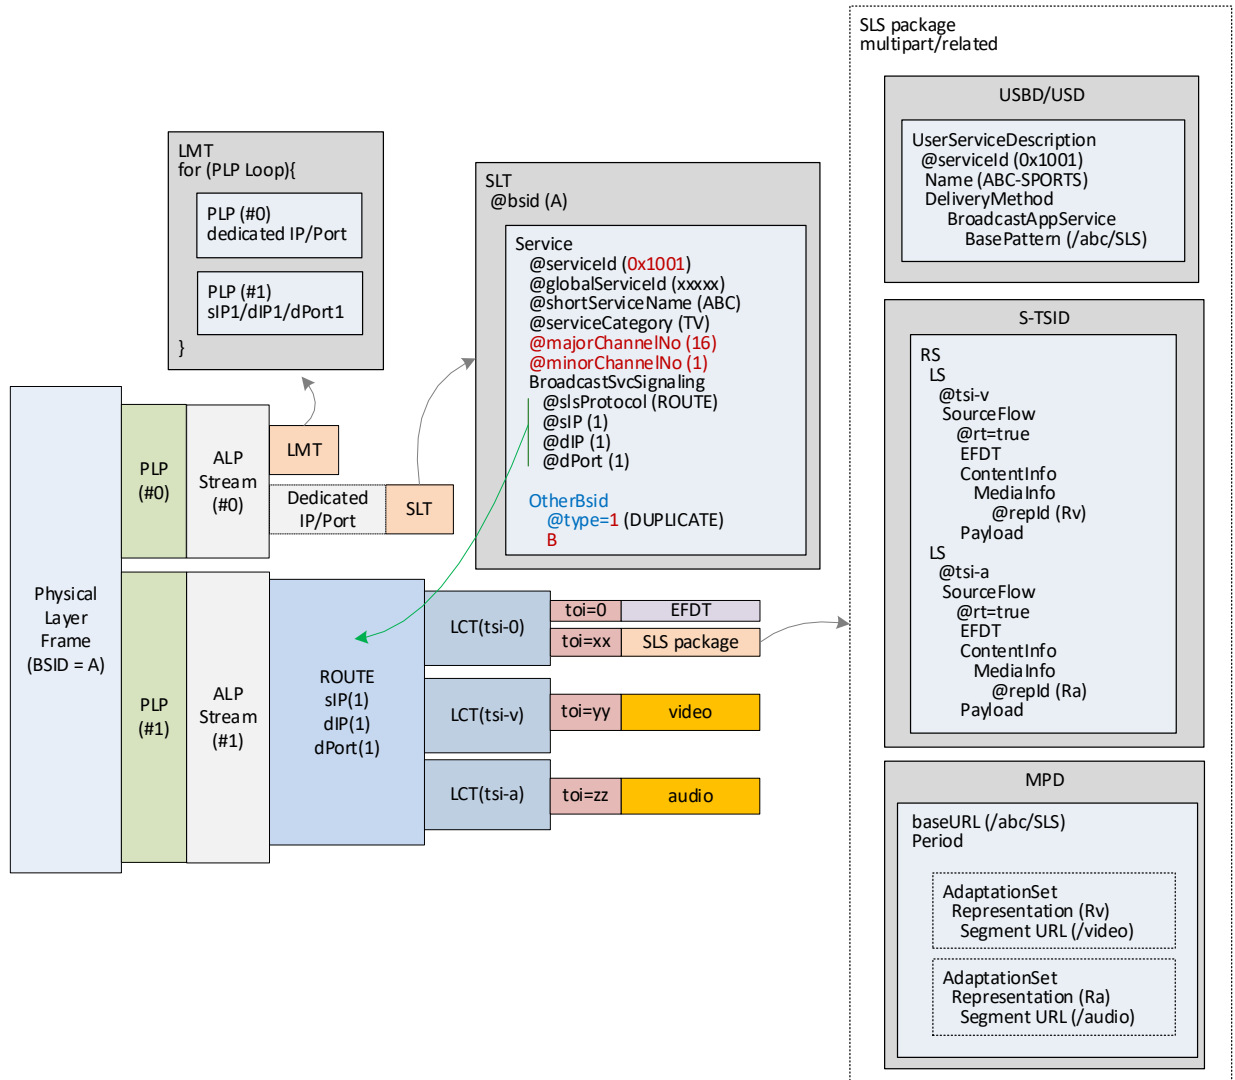 SLS package
multipart/related
USBD/USD
UserServiceDescription
@serviceId (0x1001)
Name (ABC-SPORTS)
DeliveryMethod
BroadcastAppService
BasePattern (/abc/SLS)
LMT
for (PLP Loop){
PLP (#0)
dedicated IP/Port
PLP (#1)
sIP1/dIP1/dPort1
}
SLT
@bsid (A)
Service
@serviceId (0x1001)
@globalServiceId (xxxxx)
@shortServiceName (ABC)
@serviceCategory (TV)
@majorChannelNo (16)
@minorChannelNo (1)
BroadcastSvcSignaling
@slsProtocol (ROUTE)
@sIP (1)
@dIP (1)
@dPort (1)
OtherBsid
@type=1 (DUPLICATE)
B
S-TSID
RS
LS
@tsi-v
SourceFlow
@rt=true
EFDT
ContentInfo
MediaInfo
@repId (Rv)
Payload
LS
@tsi-a
SourceFlow
@rt=true
EFDT
ContentInfo
MediaInfo
@repId (Ra)
Payload
Physical
Layer
Frame
(BSID = A)
PLP
(#0)
ALP
Stream
(#0)
LMT
Dedicated
IP/Port
SLT
PLP
(#1)
ALP
Stream
(#1)
ROUTE
sIP(1)
dIP(1)
dPort(1)
LCT(tsi-0)
toi=0
EFDT
toi=xx
SLS package
LCT(tsi-v)
toi=yy
video
LCT(tsi-a)
toi=zz
audio
MPD
baseURL (/abc/SLS)
Period
AdaptationSet
Representation (Rv)
Segment URL (/video)
AdaptationSet
Representation (Ra)
Segment URL (/audio)